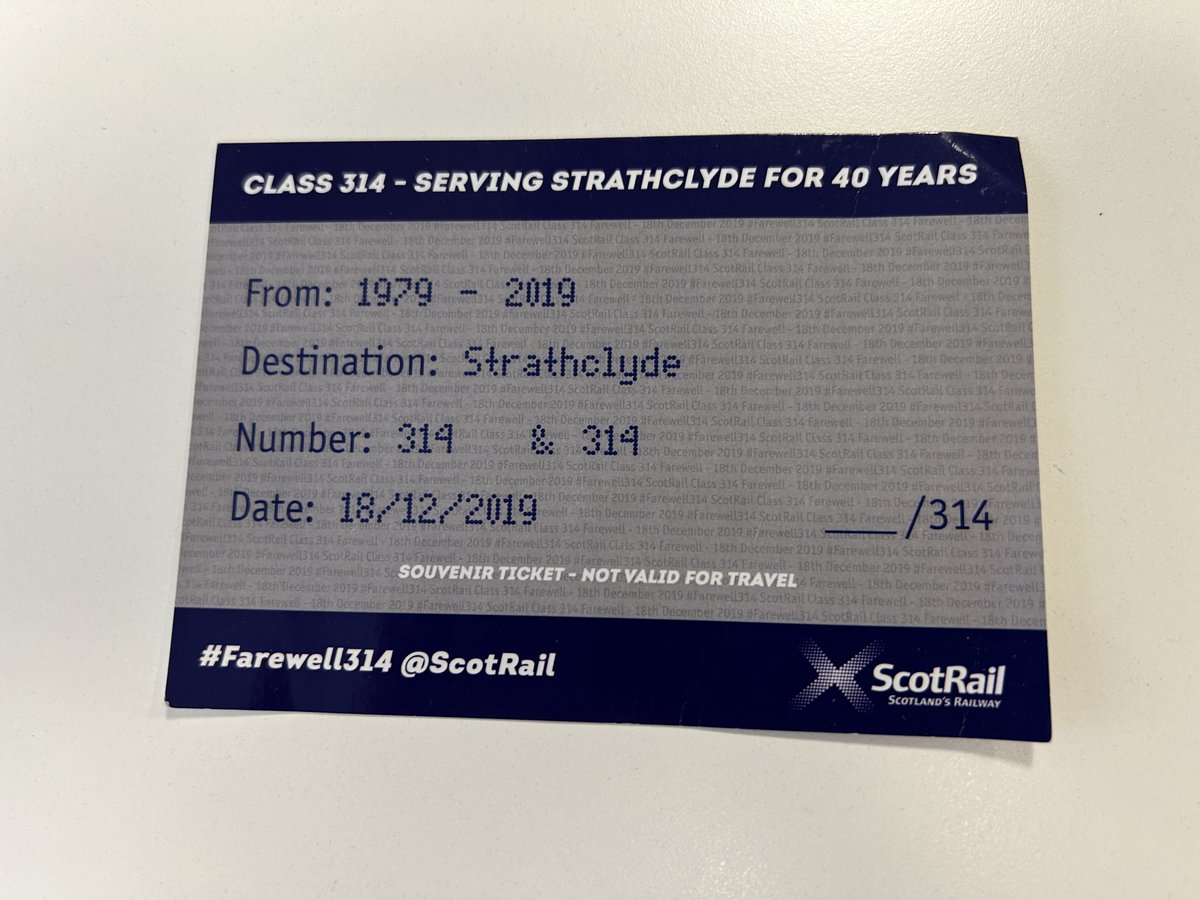 CLASS 314 - SERVING STRATHCLYDE FOR 40 YEARS
From: 1979 - 2019
Destination: Strathclyde
Number: 314 & 314
Date: 18/12/2019
____/314
SOUVENIR TICKET - NOT VALID FOR TRAVEL
#Farewell314 @ScotRail
ScotRail
SCOTLAND'S RAILWAY